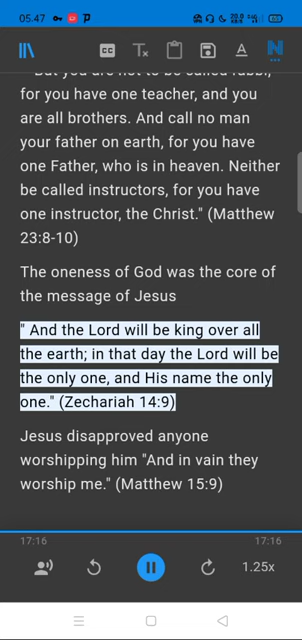 05.47
" But you are not to be called rabbi,
for you have one teacher, and you
are all brothers. And call no man
your father on earth, for you have
one Father, who is in heaven. Neither
be called instructors, for you have
one instructor, the Christ." (Matthew
23:8-10)
The oneness of God was the core of
the message of Jesus
" And the Lord will be king over all
the earth; in that day the Lord will be
the only one, and His name the only
one." (Zechariah 14:9)
Jesus disapproved anyone
worshipping him "And in vain they
worship me." (Matthew 15:9)
17:16 17:16
1.25x